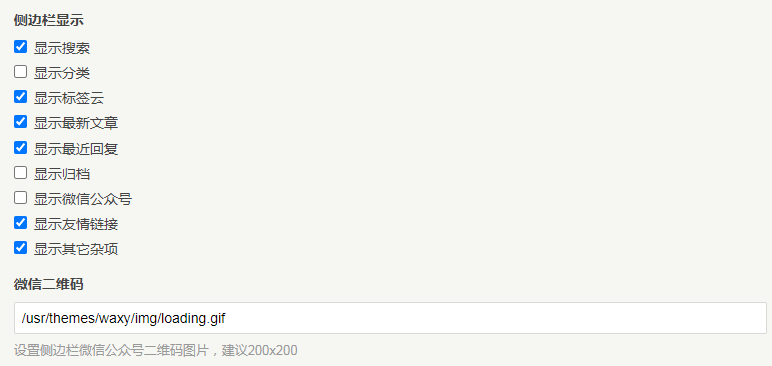 侧边栏显示
显示搜索
显示分类
显示标签云
显示最新文章
显示最近回复
显示归档
显示微信公众号
显示友情链接
显示其它杂项
微信二维码
/usr/themes/waxy/img/loading.gif
设置侧边栏微信公众号二维码图片，建议200x200